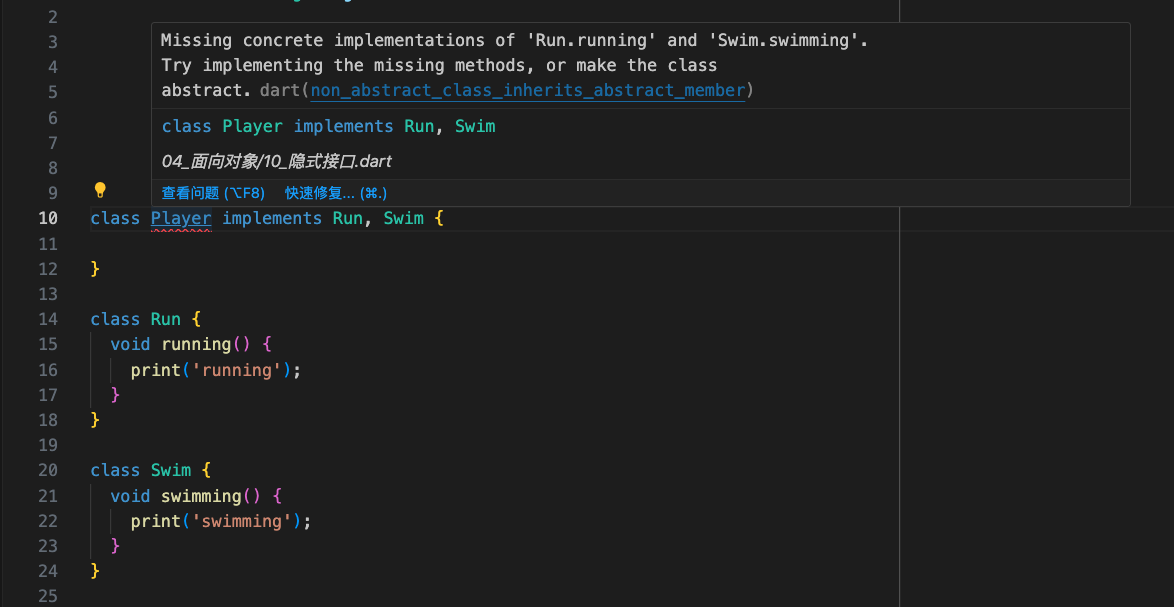 2
3
4
5
6
7
8
9
Missing concrete implementations of 'Run.running' and 'Swim.swimming'.
Try implementing the missing methods, or make the class
abstract. dart(non_abstract_class_inherits_abstract_member)
class Player implements Run, Swim
04_面向对象/10_隐式接口.dart
查看问题 (⌥F8) 快速修复... (⌘.)
10 class Player implements Run, Swim {
11
12 }
13
14 class Run {
15 void running() {
16 print('running');
17 }
18 }
19
20 class Swim {
21 void swimming() {
22 print('swimming');
23 }
24 }
25